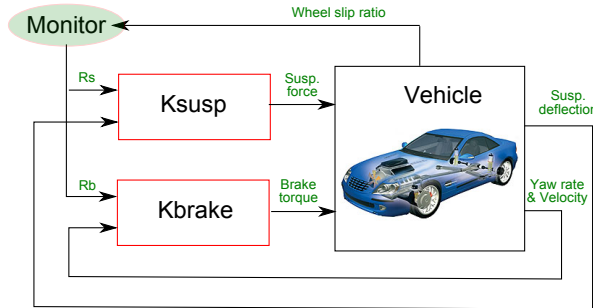 Monitor
Wheel slip ratio
Rs
Ksusp
Susp.
force
Vehicle
Susp.
deflection
Rb
Kbrake
Brake
torque
Yaw rate
& Velocity